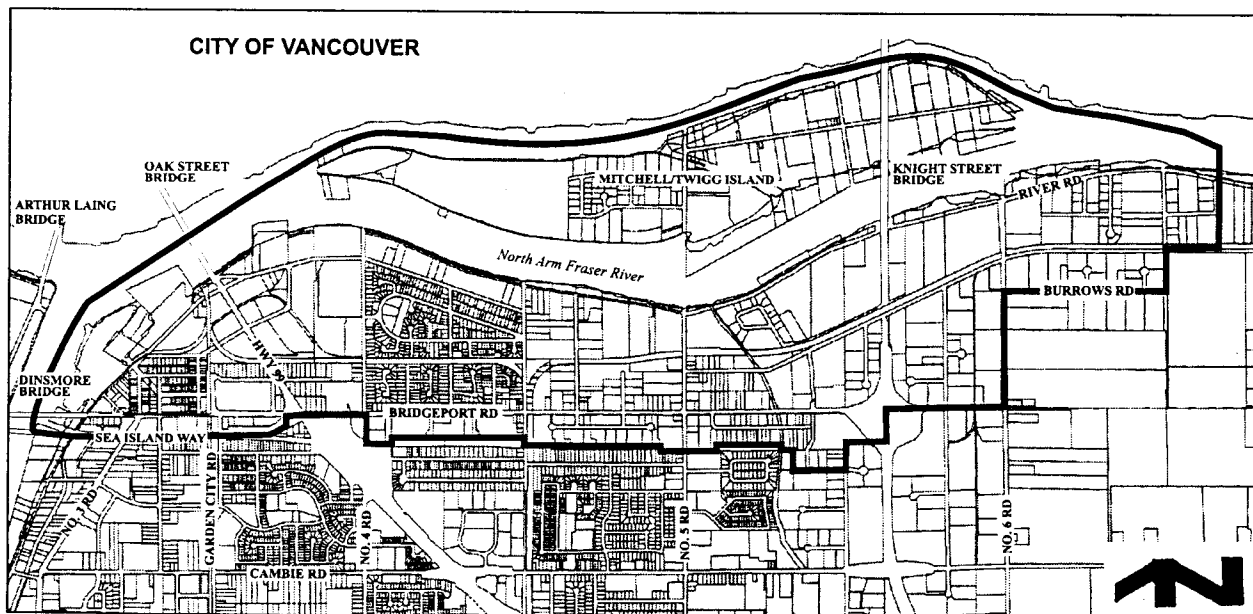 CITY OF VANCOUVER
OAK STREET
BRIDGE
ARTHUR LAING
BRIDGE
MITCHELL/TWIGG ISLAND
KNIGHT STREET
BRIDGE
RIVER RD
North Arm Fraser River
BURROWS RD
HWY 99
DINSMORE
BRIDGE
BRIDGEPORT RD
SEA ISLAND WAY
NO. 3 RD
GARDEN CITY RD
NO. 4 RD
NO. 5 RD
NO. 6 RD
CAMBIE RD
N